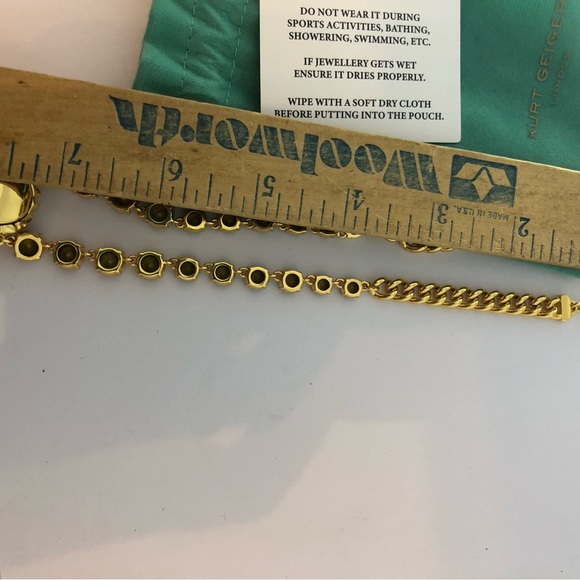 DO NOT WEAR IT DURING
SPORTS ACTIVITIES, BATHING,
SHOWERING, SWIMMING, ETC.
IF JEWELLERY GETS WET
ENSURE IT DRIES PROPERLY.
WIPE WITH A SOFT DRY CLOTH
BEFORE PUTTING INTO THE POUCH.
KURT GEIGER
LONDON
Woolworth
MADE IN U.S.A.
7 6 5 4 3 2